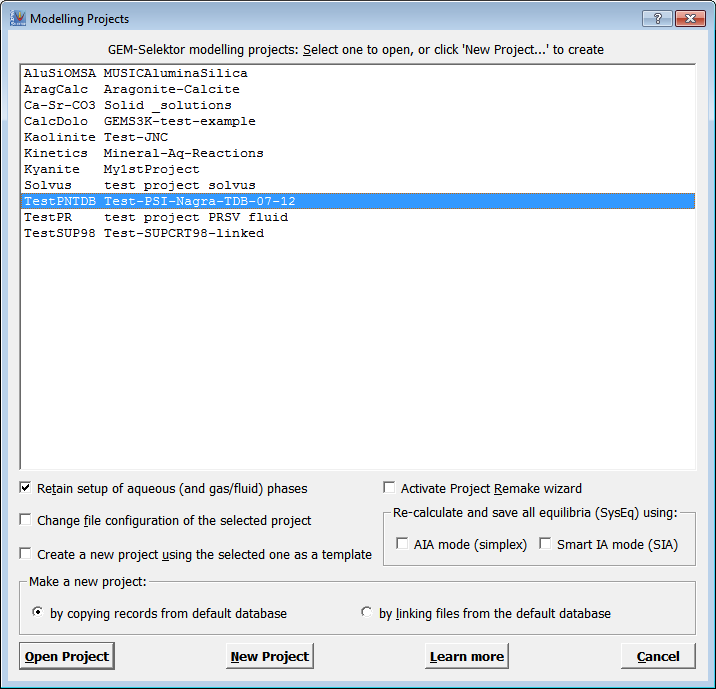 Modelling Projects
GEM-Selektor modelling projects: Select one to open, or click 'New Project...' to create
AluSiOMSA MUSICAluminaSilica
AragCalc Aragonite-Calcite
Ca-Sr-CO3 Solid _solutions
CalcDolo GEMS3K-test-example
Kaolinite Test-JNC
Kinetics Mineral-Aq-Reactions
Kyanite My1stProject
Solvus test project solvus
TestPNTDB Test-PSI-Nagra-TDB-07-12
TestPR test project PRSV fluid
TestSUP98 Test-SUPCRT98-linked
Retain setup of aqueous (and gas/fluid) phases
Activate Project Remake wizard
Change file configuration of the selected project
Re-calculate and save all equilibria (SysEq) using:
AIA mode (simplex) Smart IA mode (SIA)
Create a new project using the selected one as a template
Make a new project:
by copying records from default database
by linking files from the default database
Open Project New Project Learn more Cancel